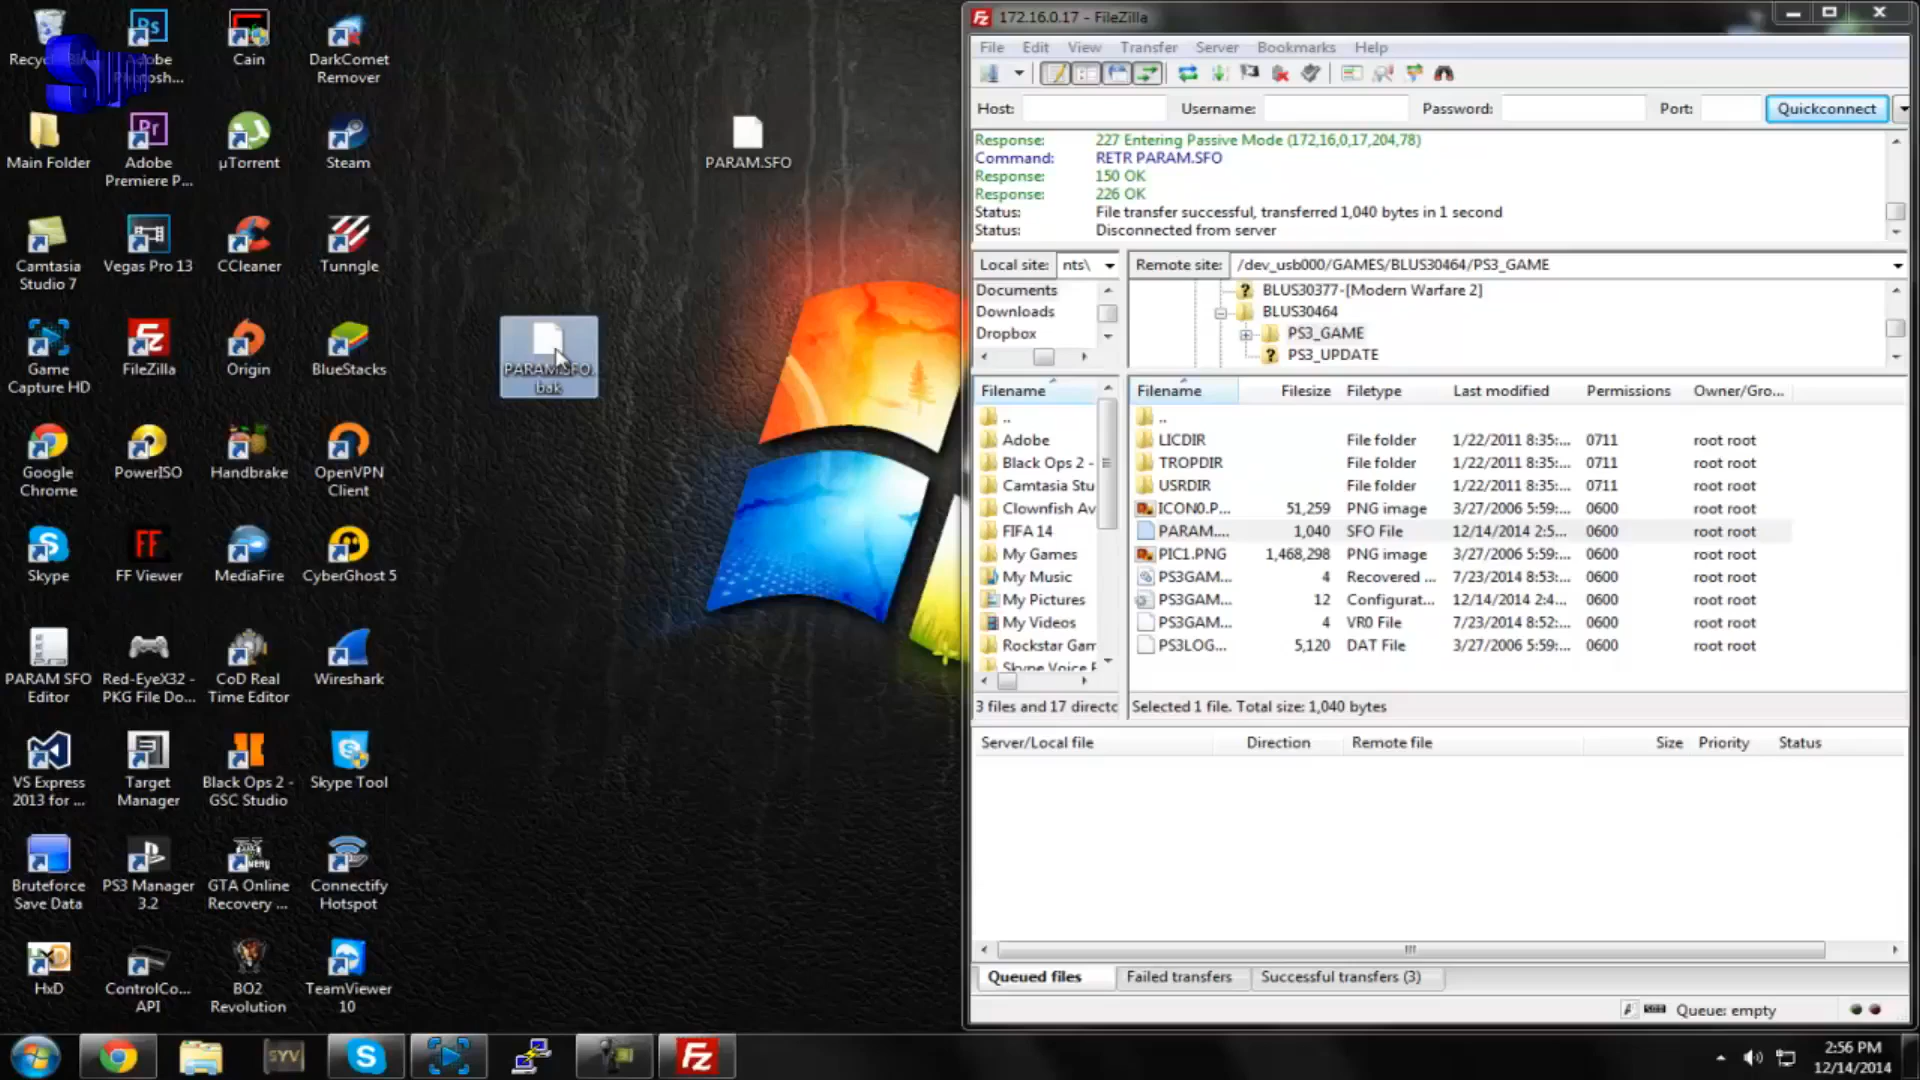 Recyc
Adobe
Photosh...
Cain
DarkComet
Remover
Main Folder
Adobe
Premiere P...
µTorrent
Steam
Camtasia
Studio 7
Vegas Pro 13
CCleaner
Tunngle
Game
Capture HD
FileZilla
Origin
BlueStacks
Google
Chrome
PowerISO
Handbrake
OpenVPN
Client
Skype
FF Viewer
MediaFire
CyberGhost 5
PARAM SFO
Editor
Red-EyeX32 -
PKG File Do...
CoD Real
Time Editor
Wireshark
VS Express
2013 for ...
Target
Manager
Black Ops 2 -
GSC Studio
Skype Tool
Bruteforce
Save Data
PS3 Manager
3.2
GTA Online
Recovery ...
Connectify
Hotspot
HxD
ControlCo...
API
BO2
Revolution
TeamViewer
10
PARAM.SFO
PARAM.SFO.
bak
172.16.0.17 - FileZilla
File Edit View Transfer Server Bookmarks Help
Host: Username: Password: Port: Quickconnect
Response: 227 Entering Passive Mode (172,16,0,17,204,78)
Command: RETR PARAM.SFO
Response: 150 OK
Response: 226 OK
Status: File transfer successful, transferred 1,040 bytes in 1 second
Status: Disconnected from server
Local site: nts\
Documents
Downloads
Dropbox
Remote site: /dev_usb000/GAMES/BLUS30464/PS3_GAME
BLUS30377-[Modern Warfare 2]
BLUS30464
PS3_GAME
PS3_UPDATE
Filename
..
Adobe
Black Ops 2 -
Camtasia Stu
Clownfish Av
FIFA 14
My Games
My Music
My Pictures
My Videos
Rockstar Gam
Skype Voice F
3 files and 17 directo
Filename Filesize Filetype Last modified Permissions Owner/Gro...
..
LICDIR File folder 1/22/2011 8:35:... 0711 root root
TROPDIR File folder 1/22/2011 8:35:... 0711 root root
USRDIR File folder 1/22/2011 8:35:... 0711 root root
ICON0.P... 51,259 PNG image 3/27/2006 5:59:... 0600 root root
PARAM.... 1,040 SFO File 12/14/2014 2:5... 0600 root root
PIC1.PNG 1,468,298 PNG image 3/27/2006 5:59:... 0600 root root
PS3GAM... 4 Recovered ... 7/23/2014 8:53:... 0600 root root
PS3GAM... 12 Configurat... 12/14/2014 2:4... 0600 root root
PS3GAM... 4 VR0 File 7/23/2014 8:52:... 0600 root root
PS3LOG... 5,120 DAT File 3/27/2006 5:59:... 0600 root root
Selected 1 file. Total size: 1,040 bytes
Server/Local file Direction Remote file Size Priority Status
Queued files Failed transfers Successful transfers (3)
Queue: empty
SYV
2:56 PM
12/14/2014